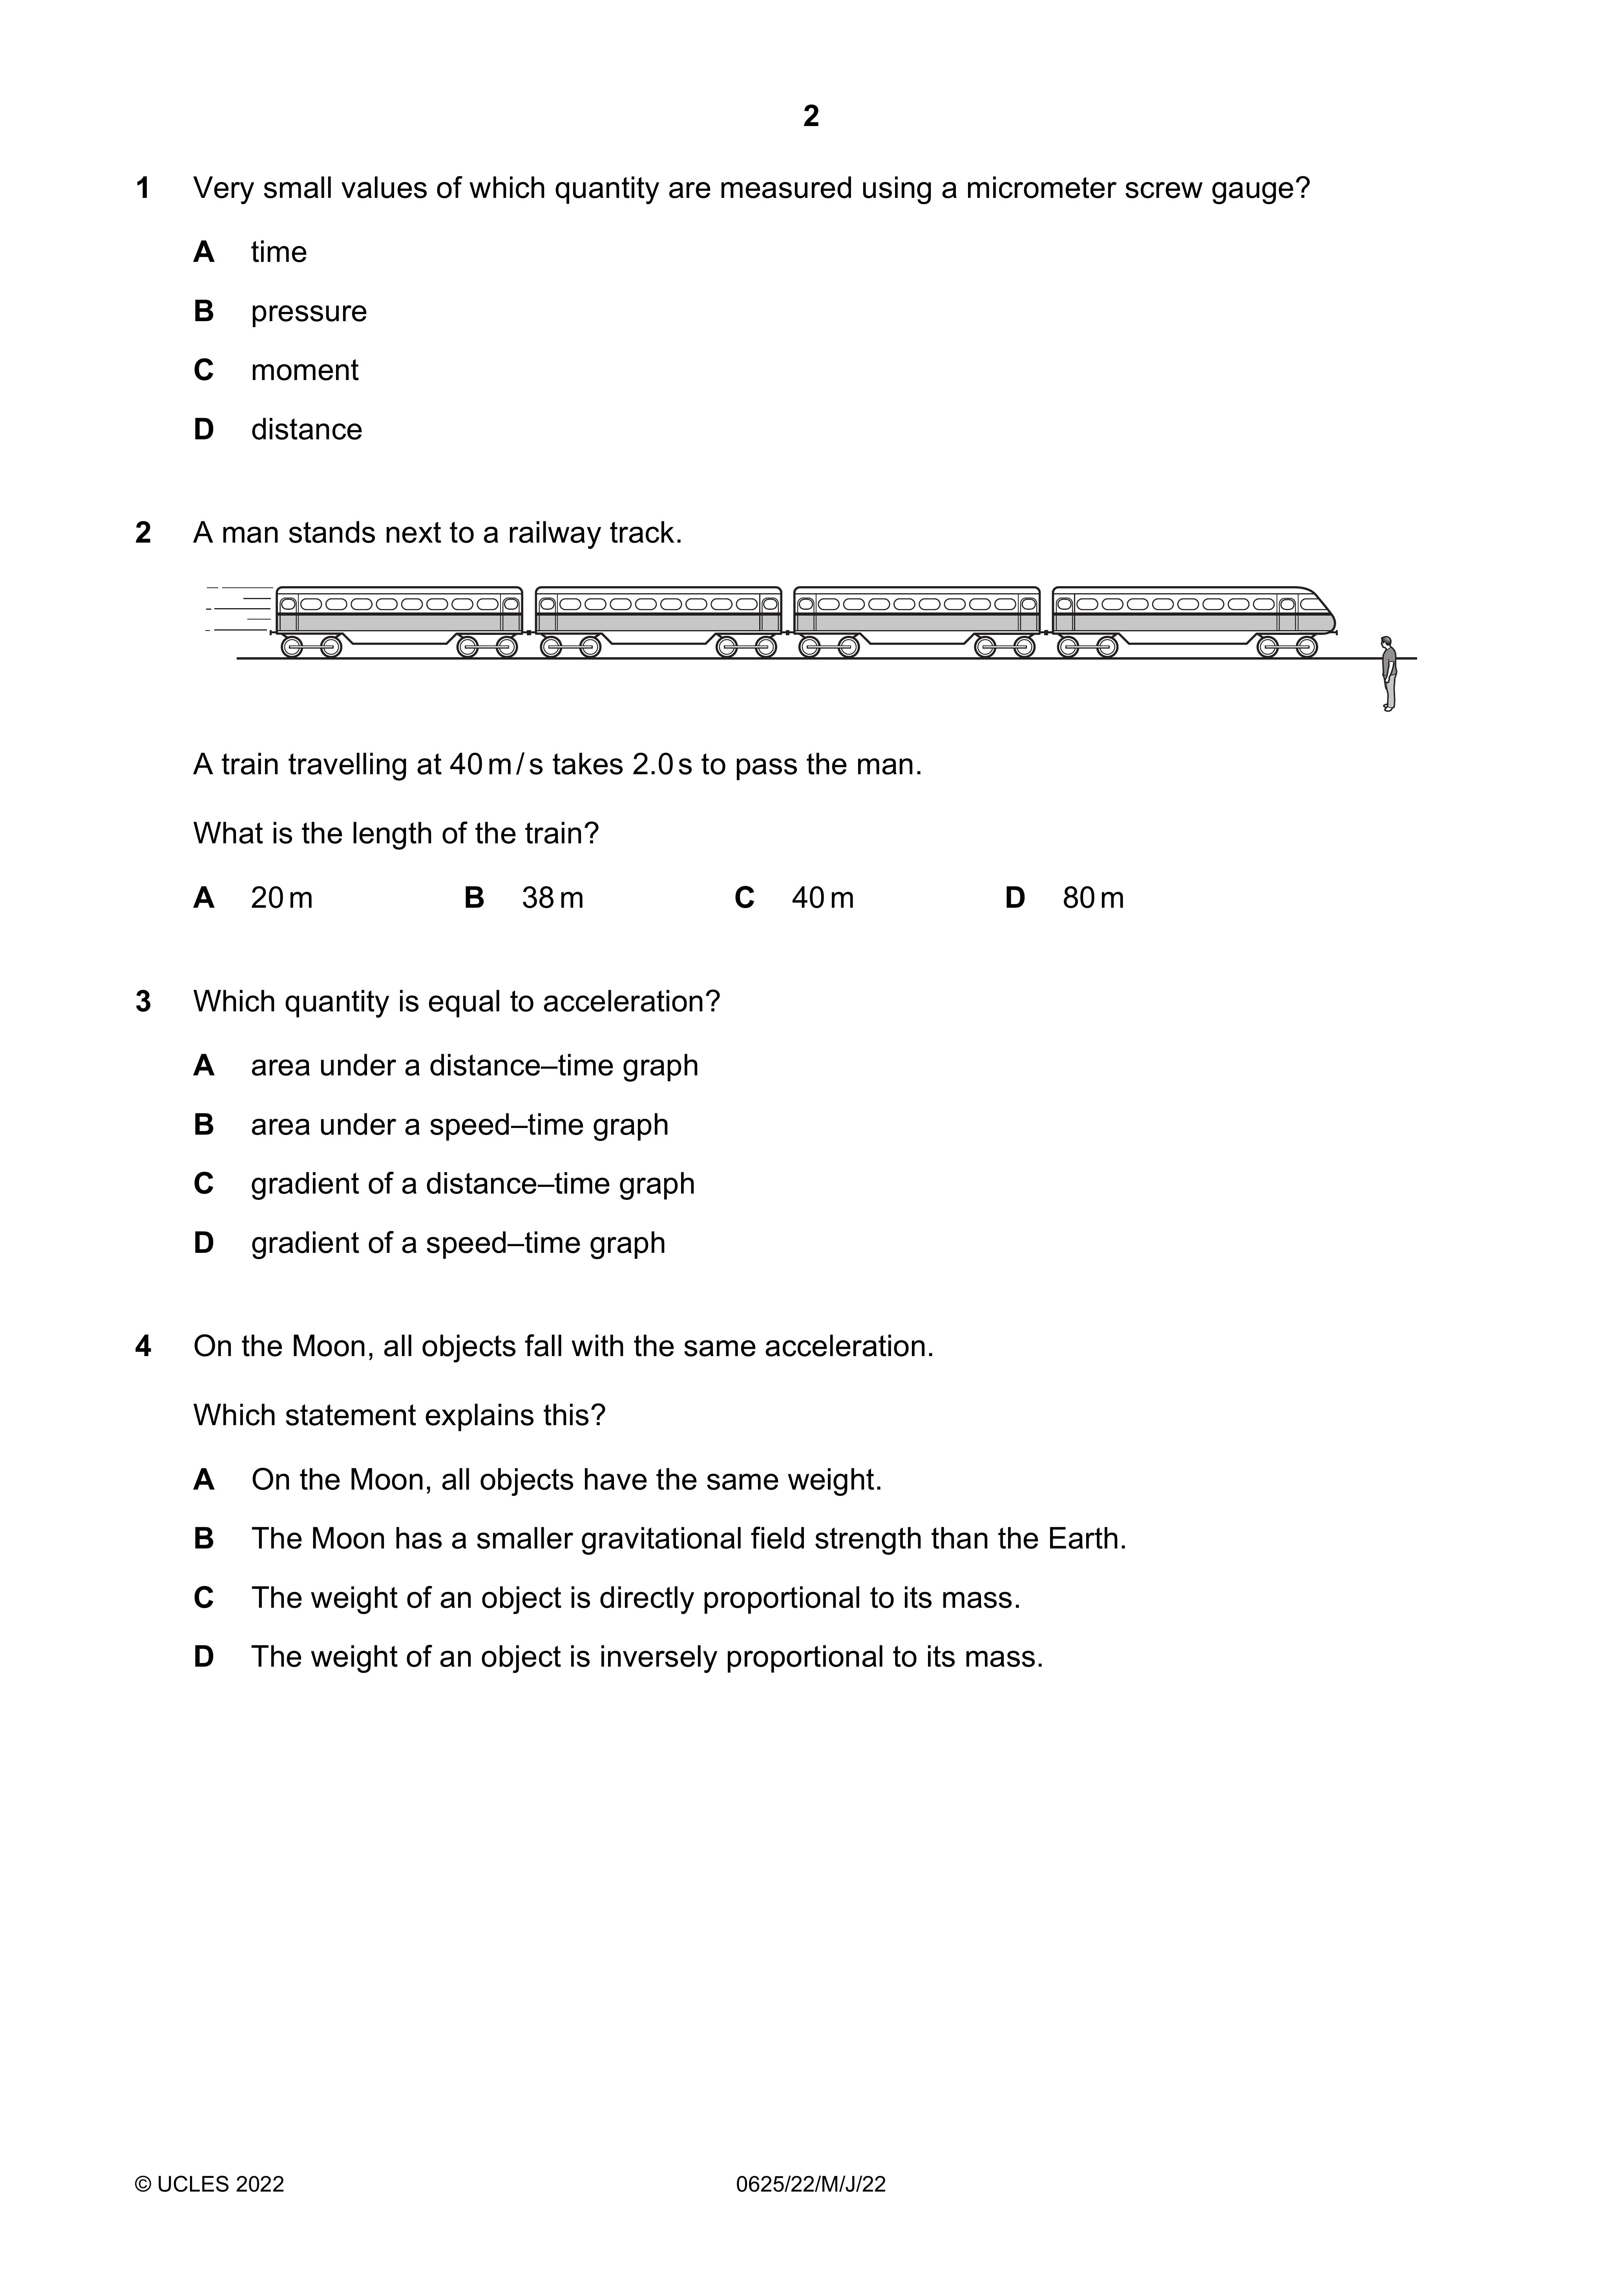 2
1 Very small values of which quantity are measured using a micrometer screw gauge?
A time
B pressure
C moment
D distance
2 A man stands next to a railway track.
A train travelling at 40 m / s takes 2.0 s to pass the man.
What is the length of the train?
A 20 m B 38 m C 40 m D 80 m
3 Which quantity is equal to acceleration?
A area under a distance–time graph
B area under a speed–time graph
C gradient of a distance–time graph
D gradient of a speed–time graph
4 On the Moon, all objects fall with the same acceleration.
Which statement explains this?
A On the Moon, all objects have the same weight.
B The Moon has a smaller gravitational field strength than the Earth.
C The weight of an object is directly proportional to its mass.
D The weight of an object is inversely proportional to its mass.
© UCLES 2022 0625/22/M/J/22